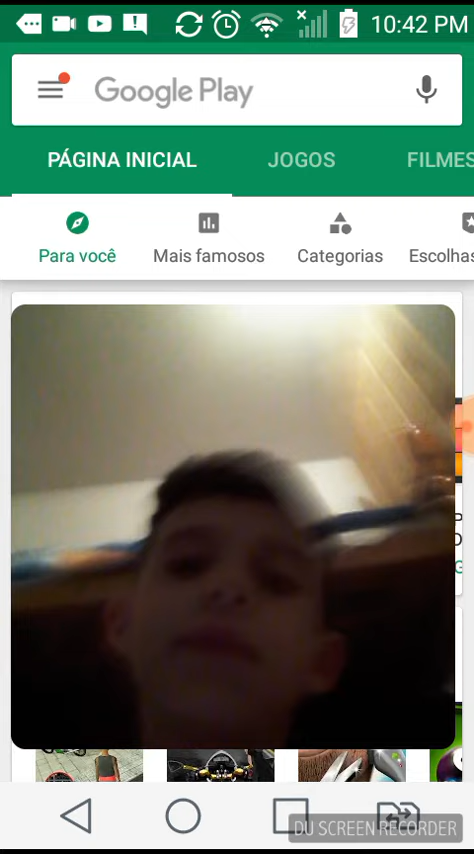 10:42 PM
Google Play
PÁGINA INICIAL JOGOS FILMES
Para você Mais famosos Categorias Escolhas
P
G
DU SCREEN RECORDER